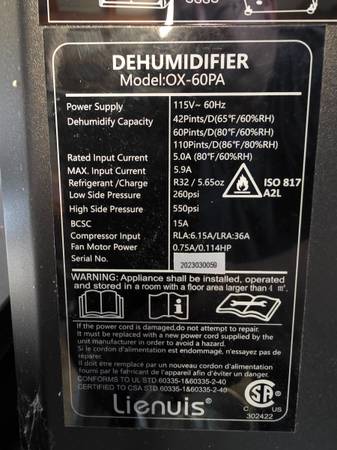 DEHUMIDIFIER
Model:OX-60PA
Power Supply 115V~ 60Hz
Dehumidify Capacity 42Pints/D(65°F/60%RH)
60Pints/D(80°F/60%RH)
110Pints/D(86°F/80%RH)
Rated Input Current 5.0A (80°F/60%RH)
MAX. Input Current 5.9A
Refrigerant /Charge R32 / 5.65oz
Low Side Pressure 260psi
High Side Pressure 550psi
ISO 817
A2L
BCSC 15A
Compressor Input RLA:6.15A/LRA:36A
Fan Motor Power 0.75A/0.114HP
Serial No. 2023030059
WARNING: Appliance shall be installed, operated
and stored in a room with a floor area larger than4 m².
If the power cord is damaged,do not attempt to repair.
It must be replaced with a new power cord supplied by the
unit manufacturer in order to avoid a hazard.
Si le cordon d'alimentation est endommagé, n'essayez pas de
réparer.
Il doit être remplacé par un nouveau cordon d'alimentation
fourni par le fabricant de l'unité afin d'éviter un danger.
CONFORMS TO UL STD.60335-1&60335-2-40
CERTIFIED TO CSA STD.60335-1&60335-2-40
Lienuis®
C US
302422